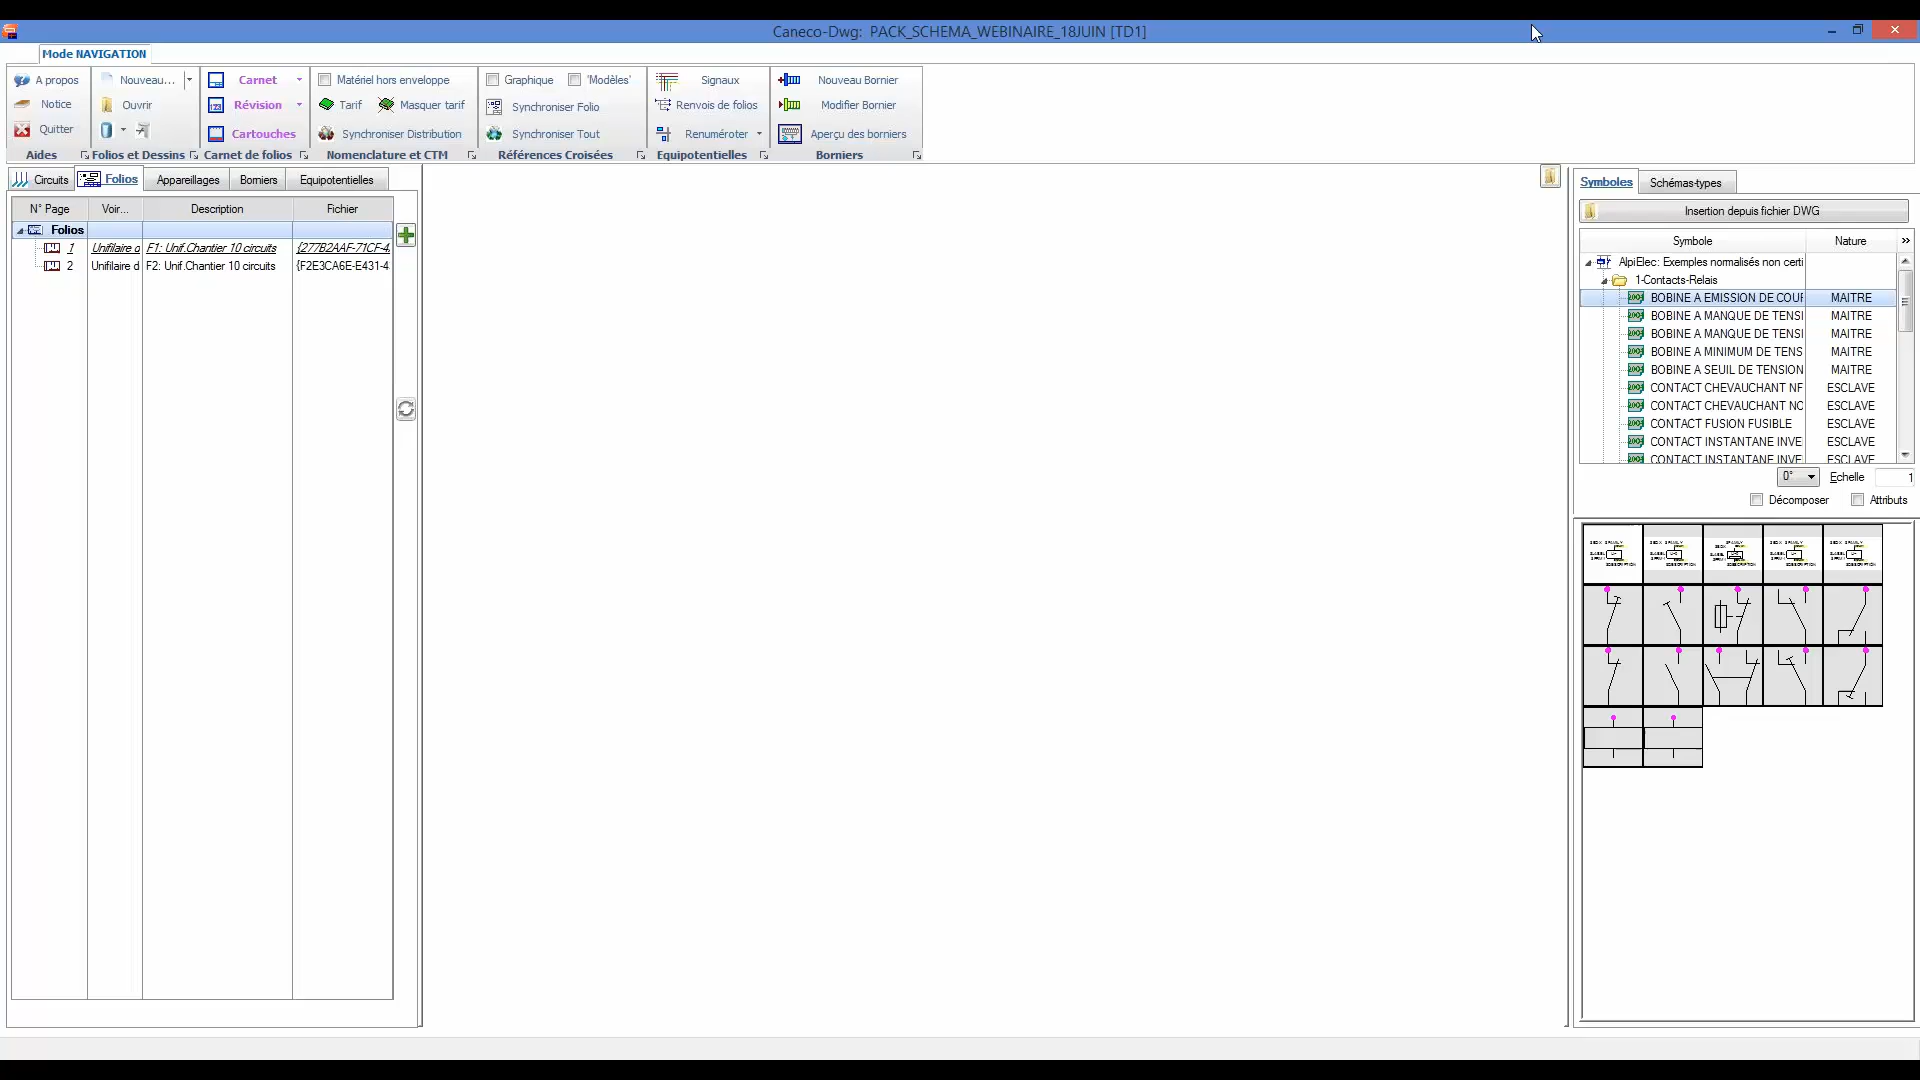 Caneco-Dwg:  PACK_SCHEMA_WEBINAIRE_18JUIN [TD1]
Mode NAVIGATION
A propos
Notice
Quitter
Aides
Nouveau...
Ouvrir
Folios et Dessins
Carnet
Révision
Cartouches
Carnet de folios
Matériel hors enveloppe
Tarif
Masquer tarif
Synchroniser Distribution
Nomenclature et CTM
Graphique
'Modèles'
Synchroniser Folio
Synchroniser Tout
Références Croisées
Signaux
Renvois de folios
Renuméroter
Equipotentielles
Nouveau Bornier
Modifier Bornier
Aperçu des borniers
Borniers
Circuits
Folios
Appareillages
Borniers
Equipotentielles
N° Page
Voir...
Description
Fichier
Folios
1
Unifilaire d
F1: Unif.Chantier 10 circuits
{277B2AAF-71CF-4
2
Unifilaire d
F2: Unif.Chantier 10 circuits
{F2E3CA6E-E431-4
Symboles
Schémas-types
Insertion depuis fichier DWG
Symbole
Nature
AlpiElec: Exemples normalisés non certi
1-Contacts-Relais
BOBINE A EMISSION DE COUF
MAITRE
BOBINE A MANQUE DE TENSI
MAITRE
BOBINE A MANQUE DE TENSI
MAITRE
BOBINE A MINIMUM DE TENS
MAITRE
BOBINE A SEUIL DE TENSION
MAITRE
CONTACT CHEVAUCHANT NF
ESCLAVE
CONTACT CHEVAUCHANT NC
ESCLAVE
CONTACT FUSION FUSIBLE
ESCLAVE
CONTACT INSTANTANE INVE
ESCLAVE
CONTACT INSTANTANE INVE
ESCLAVE
0°
Echelle
1
Décomposer
Attributs